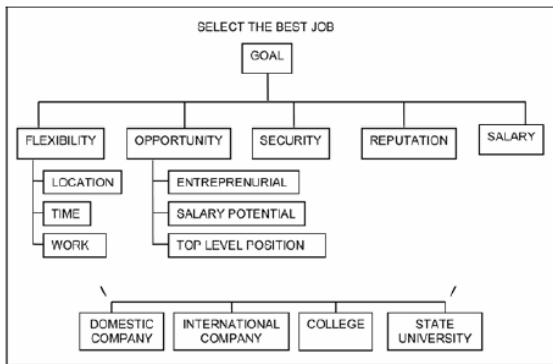 SELECT THE BEST JOB
GOAL
FLEXIBILITY
OPPORTUNITY
SECURITY
REPUTATION
SALARY
LOCATION
TIME
WORK
ENTREPRENURIAL
SALARY POTENTIAL
TOP LEVEL POSITION
DOMESTIC
COMPANY
INTERNATIONAL
COMPANY
COLLEGE
STATE
UNIVERSITY